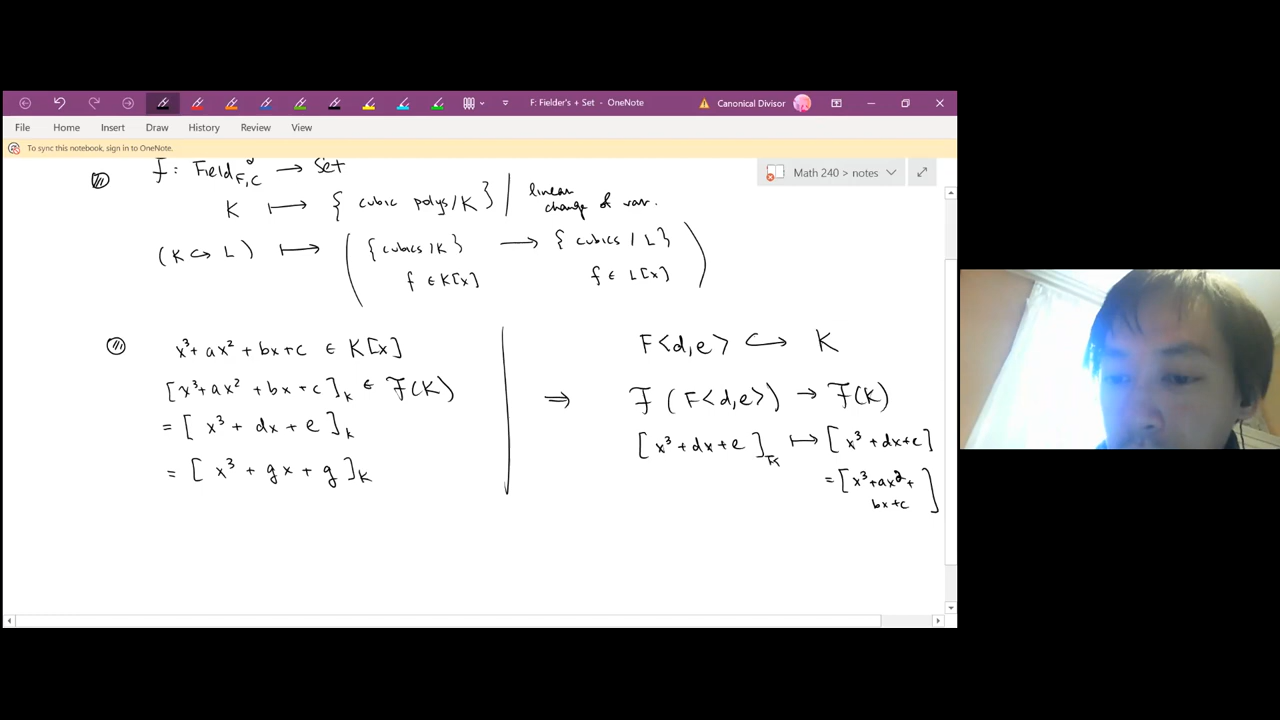 F: Fielder's + Set - OneNote
Canonical Divisor
File Home Insert Draw History Review View
To sync this notebook, sign in to OneNote.
Math 240 > notes
F : Field_{F,C} → Set
K ↦ { cubic polys/K } / linear change of var.
(K ↪ L) ↦ ( {cubics/K} → {cubics/L} )
f ∈ K[x] f ∈ L[x]
x³+ax²+bx+c ∈ K[x]
[x³+ax²+bx+c]_K ∈ F(K)
= [x³+dx+e]_K
= [x³+gx+g]_K
F<d,e> ↪ K
⇒ F(F<d,e>) → F(K)
[x³+dx+e] ↦ [x³+dx+e]
= [x³+ax²+
bx+c]